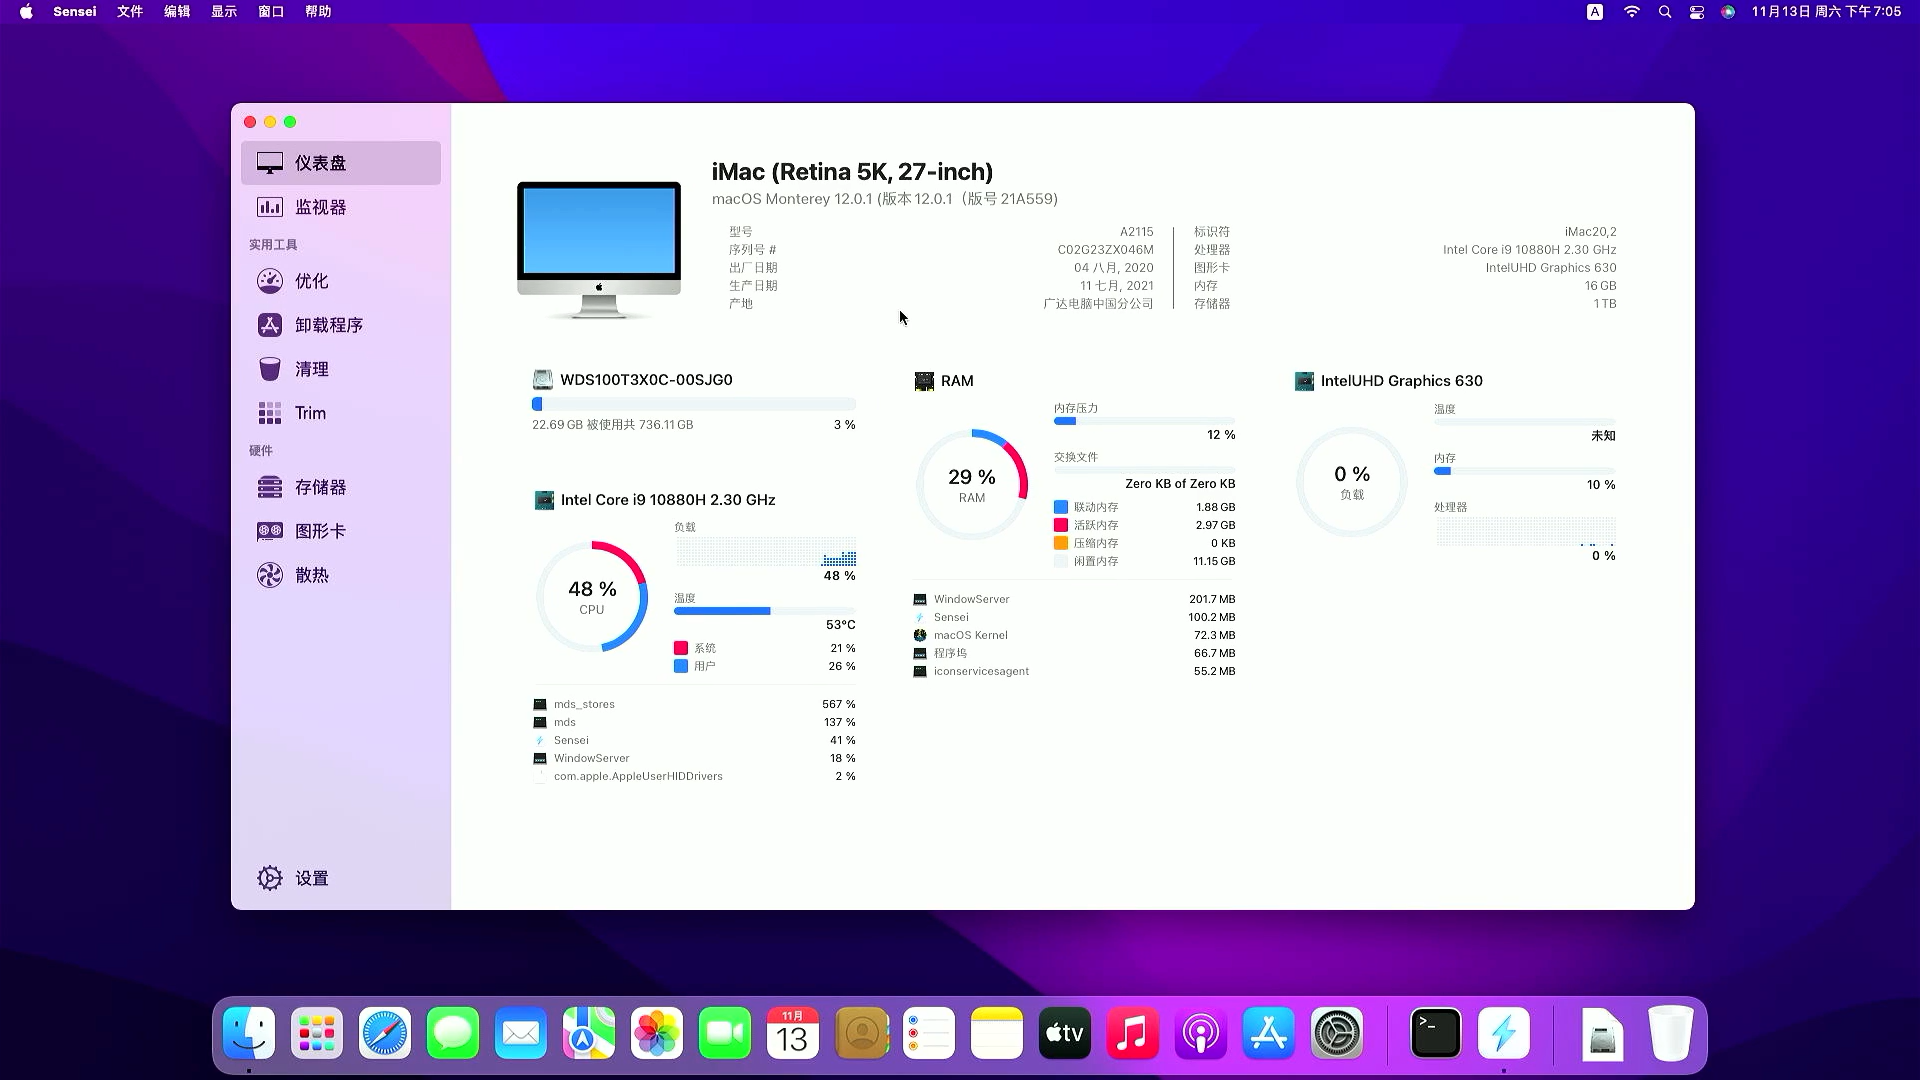 Sensei 文件 编辑 显示 窗口 帮助
A 11月13日 周六 下午7:05
仪表盘
监视器
实用工具
优化
卸载程序
清理
Trim
硬件
存储器
图形卡
散热
设置
iMac (Retina 5K, 27-inch)
macOS Monterey 12.0.1 (版本 12.0.1（版号 21A559)
型号 A2115
序列号 # C02G23ZX046M
出厂日期 04 八月, 2020
生产日期 11 七月, 2021
产地 广达电脑中国分公司
标识符 iMac20,2
处理器 Intel Core i9 10880H 2.30 GHz
图形卡 IntelUHD Graphics 630
内存 16 GB
存储器 1 TB
WDS100T3X0C-00SJG0
22.69 GB 被使用共 736.11 GB 3 %
Intel Core i9 10880H 2.30 GHz
48 %
CPU
负载
48 %
温度
53°C
系统 21 %
用户 26 %
mds_stores 567 %
mds 137 %
Sensei 41 %
WindowServer 18 %
com.apple.AppleUserHIDDrivers 2 %
RAM
29 %
RAM
内存压力
12 %
交换文件
Zero KB of Zero KB
联动内存 1.88 GB
活跃内存 2.97 GB
压缩内存 0 KB
闲置内存 11.15 GB
WindowServer 201.7 MB
Sensei 100.2 MB
macOS Kernel 72.3 MB
程序坞 66.7 MB
iconservicesagent 55.2 MB
IntelUHD Graphics 630
0 %
负载
温度
未知
内存
10 %
处理器
0 %
11月
13
tv
>_